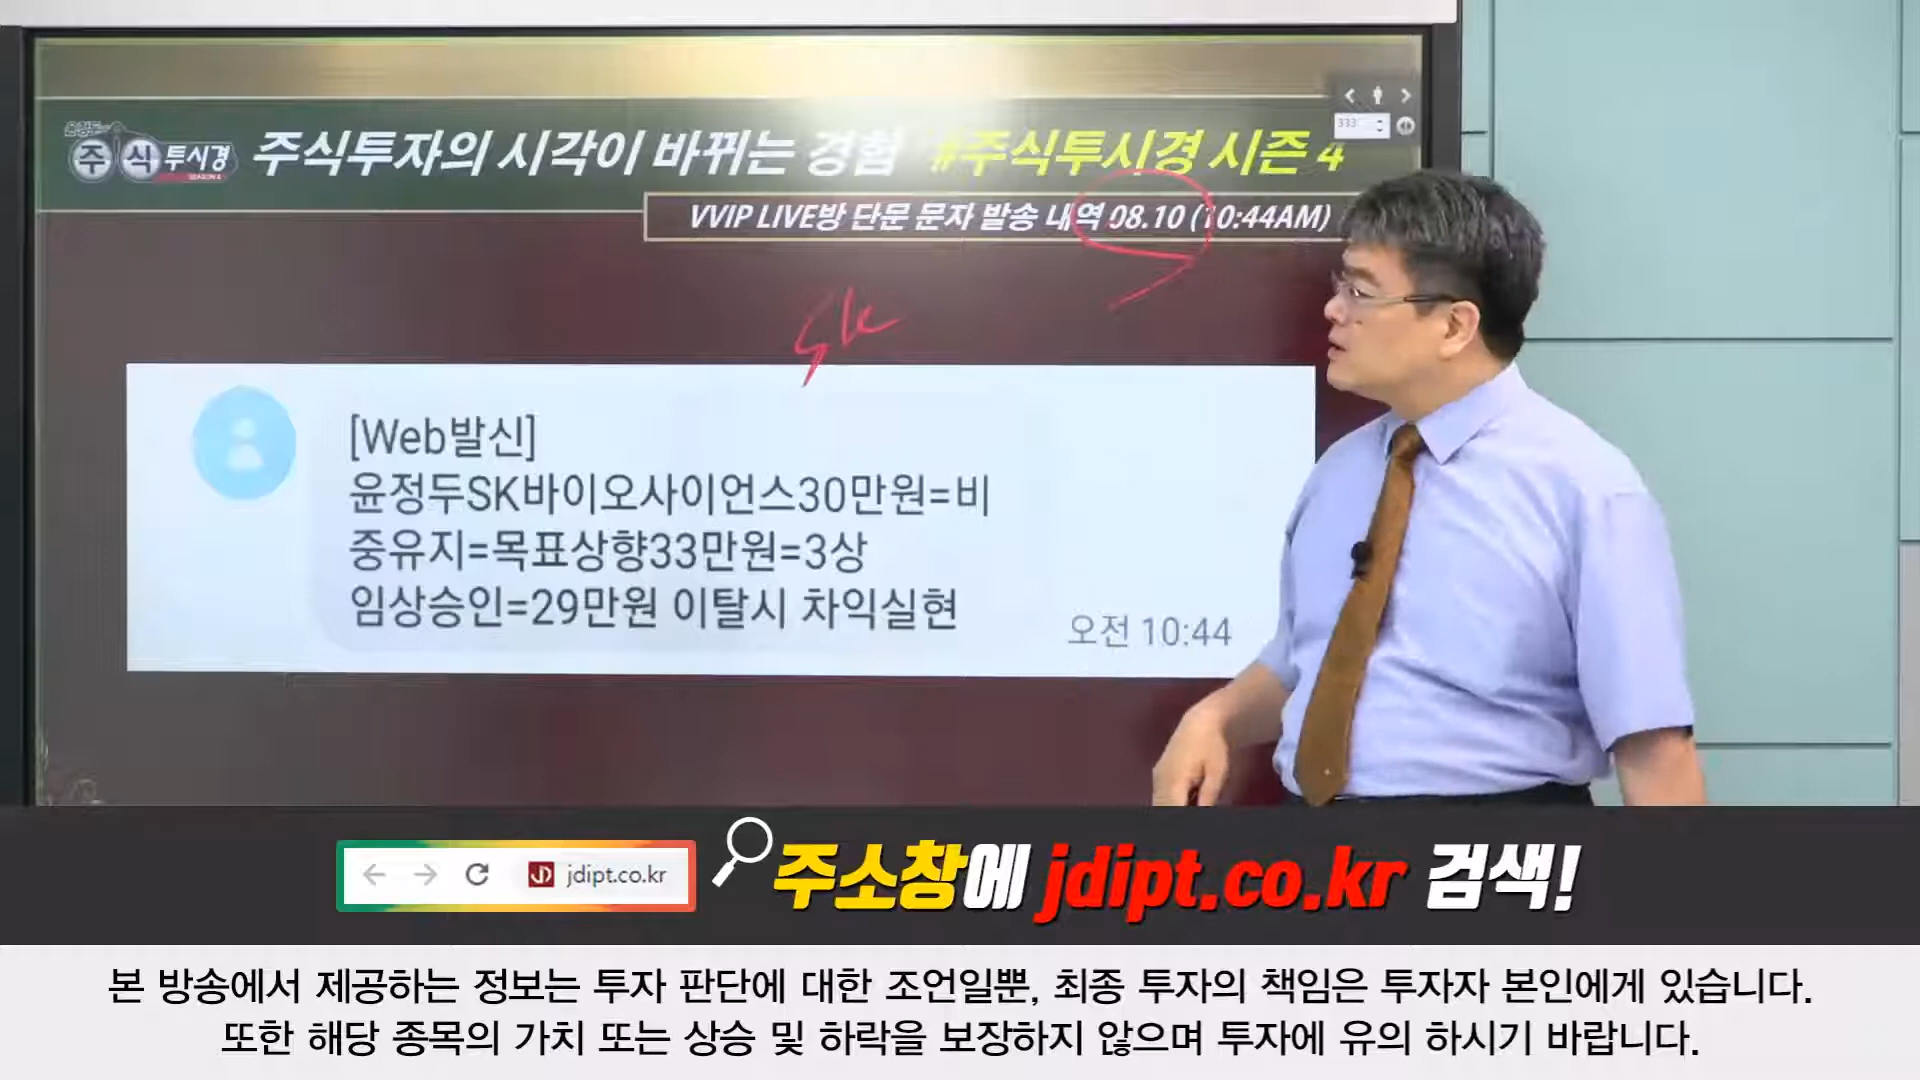 윤정두
주식투시경
SEASON 4
주식투자의 시각이 바뀌는 경험 #주식투시경 시즌 4
333
VVIP LIVE방 단문 문자 발송 내역 08.10 (10:44AM)
SK
[Web발신]
윤정두SK바이오사이언스30만원=비
중유지=목표상향33만원=3상
임상승인=29만원 이탈시 차익실현
오전 10:44
JD jdipt.co.kr
주소창에 jdipt.co.kr 검색!
본 방송에서 제공하는 정보는 투자 판단에 대한 조언일뿐, 최종 투자의 책임은 투자자 본인에게 있습니다.
또한 해당 종목의 가치 또는 상승 및 하락을 보장하지 않으며 투자에 유의 하시기 바랍니다.